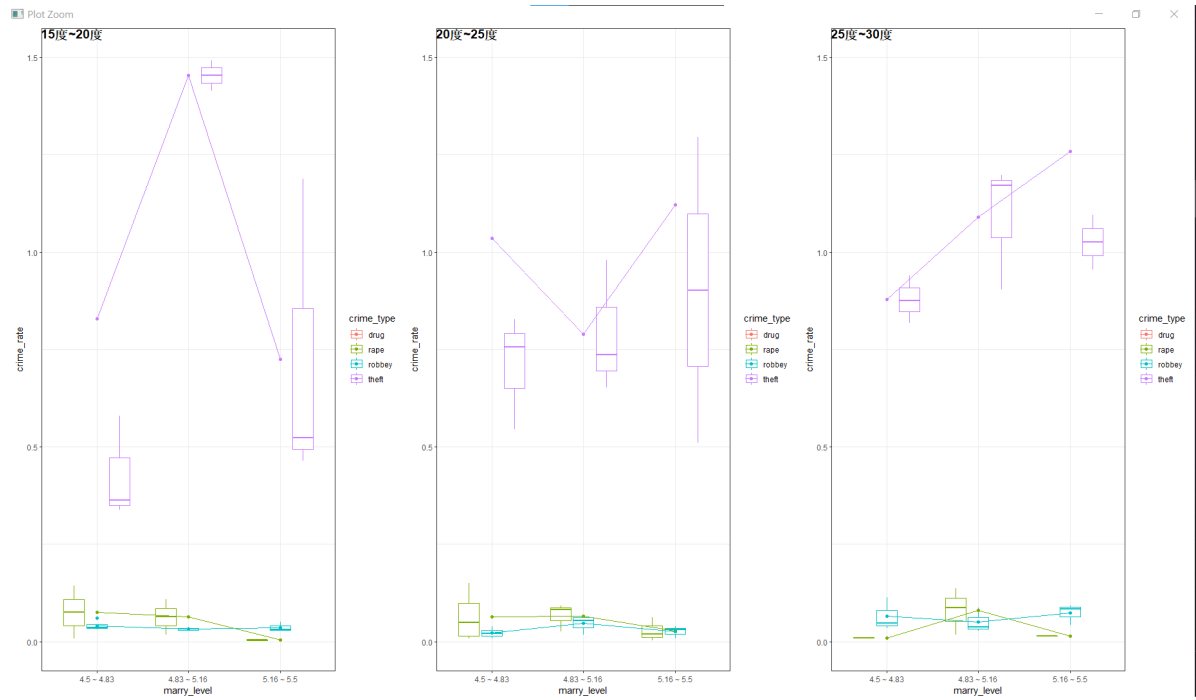 Plot Zoom
15度~20度
1.5
1.0
0.5
0.0
crime_rate
4.5 ~ 4.83
4.83 ~ 5.16
5.16 ~ 5.5
marry_level
crime_type
drug
rape
robbey
theft
20度~25度
1.5
1.0
0.5
0.0
crime_rate
4.5 ~ 4.83
4.83 ~ 5.16
5.16 ~ 5.5
marry_level
crime_type
drug
rape
robbey
theft
25度~30度
1.5
1.0
0.5
0.0
crime_rate
4.5 ~ 4.83
4.83 ~ 5.16
5.16 ~ 5.5
marry_level
crime_type
drug
rape
robbey
theft